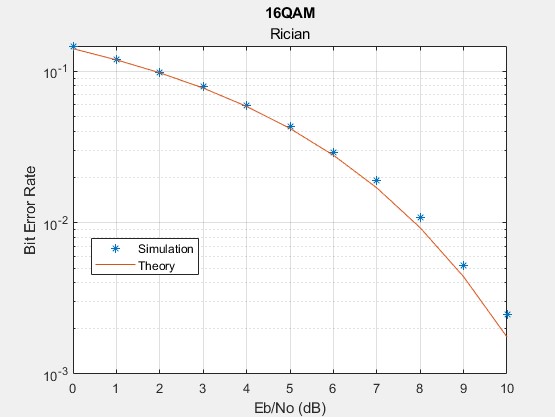 16QAM
Rician
10^-1
10^-2
10^-3
Bit Error Rate
Simulation
Theory
0 1 2 3 4 5 6 7 8 9 10
Eb/No (dB)